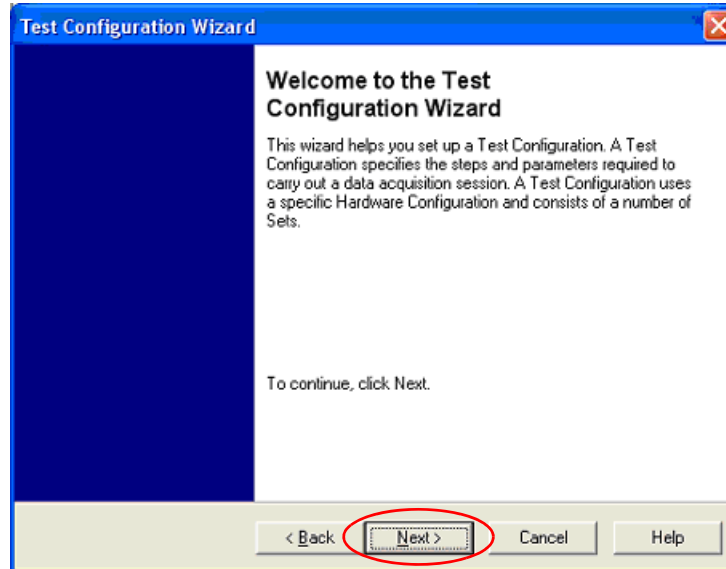 Test Configuration Wizard
Welcome to the Test
Configuration Wizard
This wizard helps you set up a Test Configuration. A Test
Configuration specifies the steps and parameters required to
carry out a data acquisition session. A Test Configuration uses
a specific Hardware Configuration and consists of a number of
Sets.
To continue, click Next.
< Back Next > Cancel Help